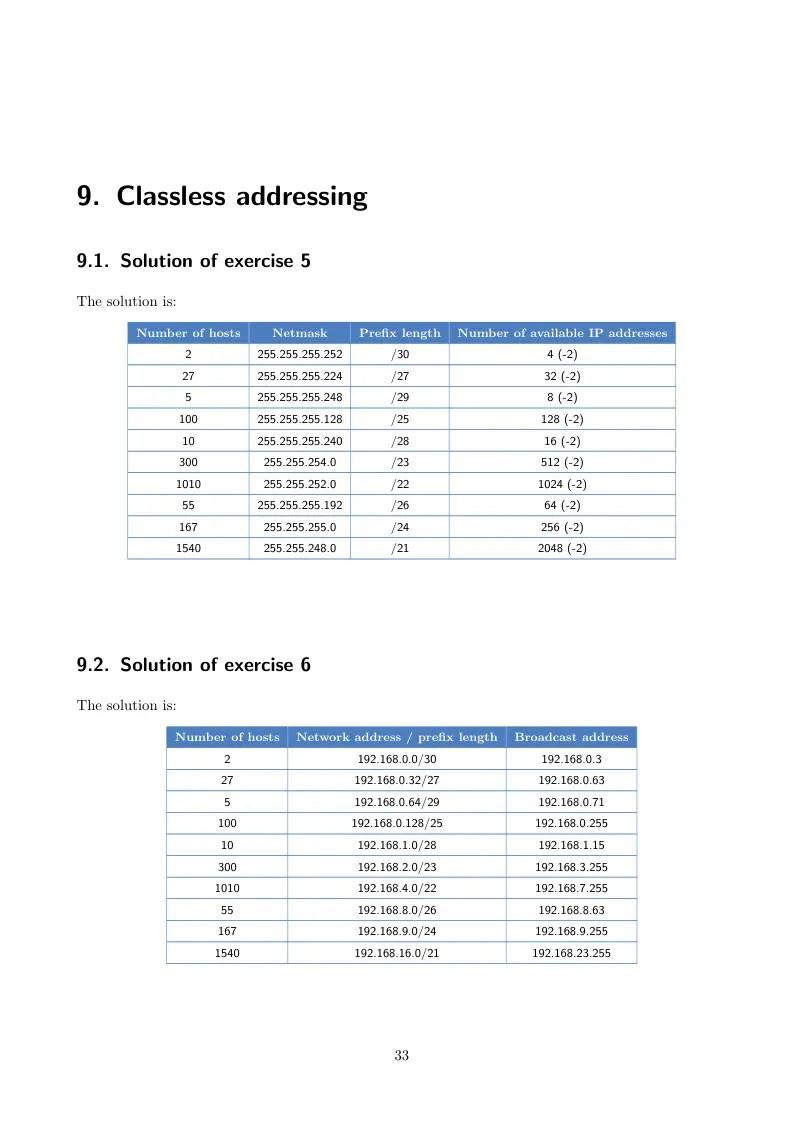 9. Classless addressing
9.1. Solution of exercise 5
The solution is:
Number of hosts Netmask Prefix length Number of available IP addresses
2 255.255.255.252 /30 4 (-2)
27 255.255.255.224 /27 32 (-2)
5 255.255.255.248 /29 8 (-2)
100 255.255.255.128 /25 128 (-2)
10 255.255.255.240 /28 16 (-2)
300 255.255.254.0 /23 512 (-2)
1010 255.255.252.0 /22 1024 (-2)
55 255.255.255.192 /26 64 (-2)
167 255.255.255.0 /24 256 (-2)
1540 255.255.248.0 /21 2048 (-2)
9.2. Solution of exercise 6
The solution is:
Number of hosts Network address / prefix length Broadcast address
2 192.168.0.0/30 192.168.0.3
27 192.168.0.32/27 192.168.0.63
5 192.168.0.64/29 192.168.0.71
100 192.168.0.128/25 192.168.0.255
10 192.168.1.0/28 192.168.1.15
300 192.168.2.0/23 192.168.3.255
1010 192.168.4.0/22 192.168.7.255
55 192.168.8.0/26 192.168.8.63
167 192.168.9.0/24 192.168.9.255
1540 192.168.16.0/21 192.168.23.255
33